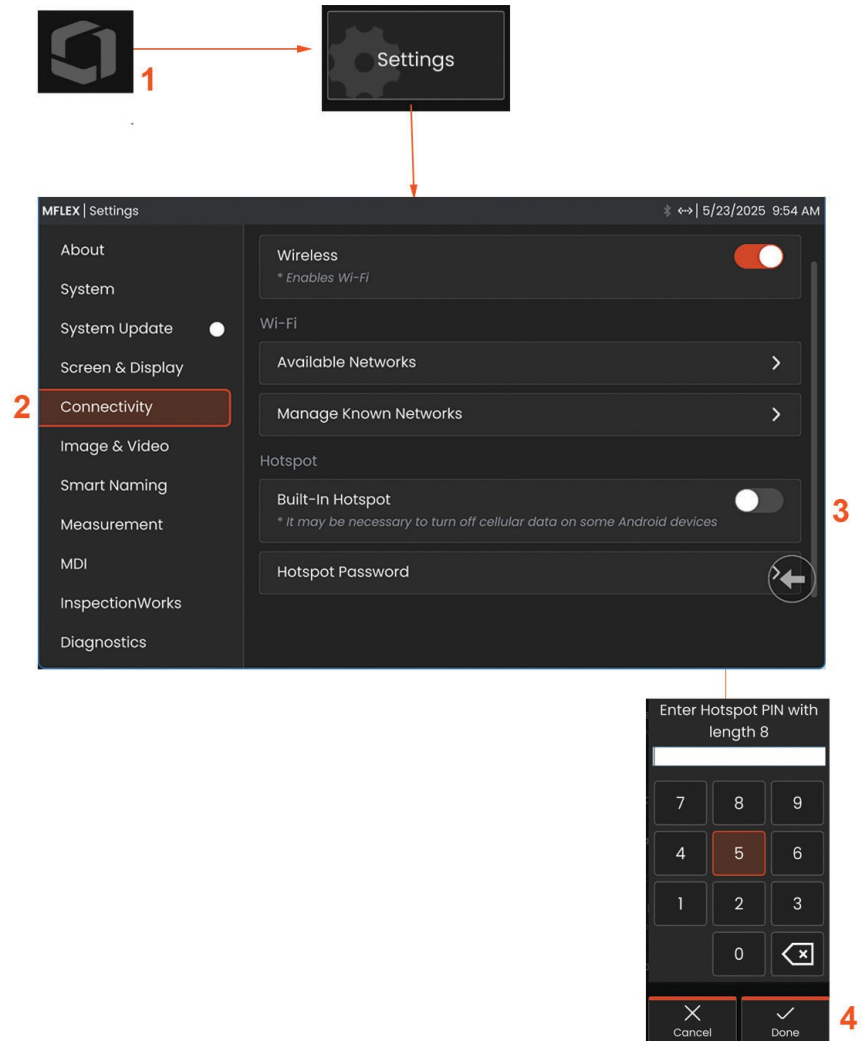 1
Settings
MFLEX | Settings
5/23/2025 9:54 AM
About
System
System Update
Screen & Display
2
Connectivity
Image & Video
Smart Naming
Measurement
MDI
InspectionWorks
Diagnostics
Wireless
* Enables Wi-Fi
Wi-Fi
Available Networks
Manage Known Networks
Hotspot
Built-In Hotspot
* It may be necessary to turn off cellular data on some Android devices
3
Hotspot Password
Enter Hotspot PIN with
length 8
7 8 9
4 5 6
1 2 3
0
Cancel Done
4